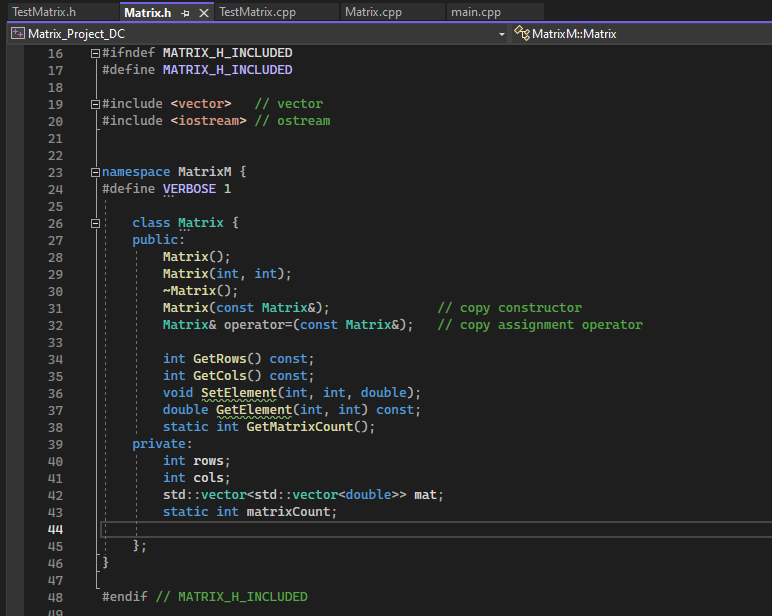 TestMatrix.h Matrix.h TestMatrix.cpp Matrix.cpp main.cpp
Matrix_Project_DC MatrixM::Matrix
16 #ifndef MATRIX_H_INCLUDED
17 #define MATRIX_H_INCLUDED
18
19 #include <vector>   // vector
20 #include <iostream> // ostream
21
22
23 namespace MatrixM {
24 #define VERBOSE 1
25
26     class Matrix {
27     public:
28         Matrix();
29         Matrix(int, int);
30         ~Matrix();
31         Matrix(const Matrix&);              // copy constructor
32         Matrix& operator=(const Matrix&);   // copy assignment operator
33
34         int GetRows() const;
35         int GetCols() const;
36         void SetElement(int, int, double);
37         double GetElement(int, int) const;
38         static int GetMatrixCount();
39     private:
40         int rows;
41         int cols;
42         std::vector<std::vector<double>> mat;
43         static int matrixCount;
44
45     };
46 }
47
48 #endif // MATRIX_H_INCLUDED
49